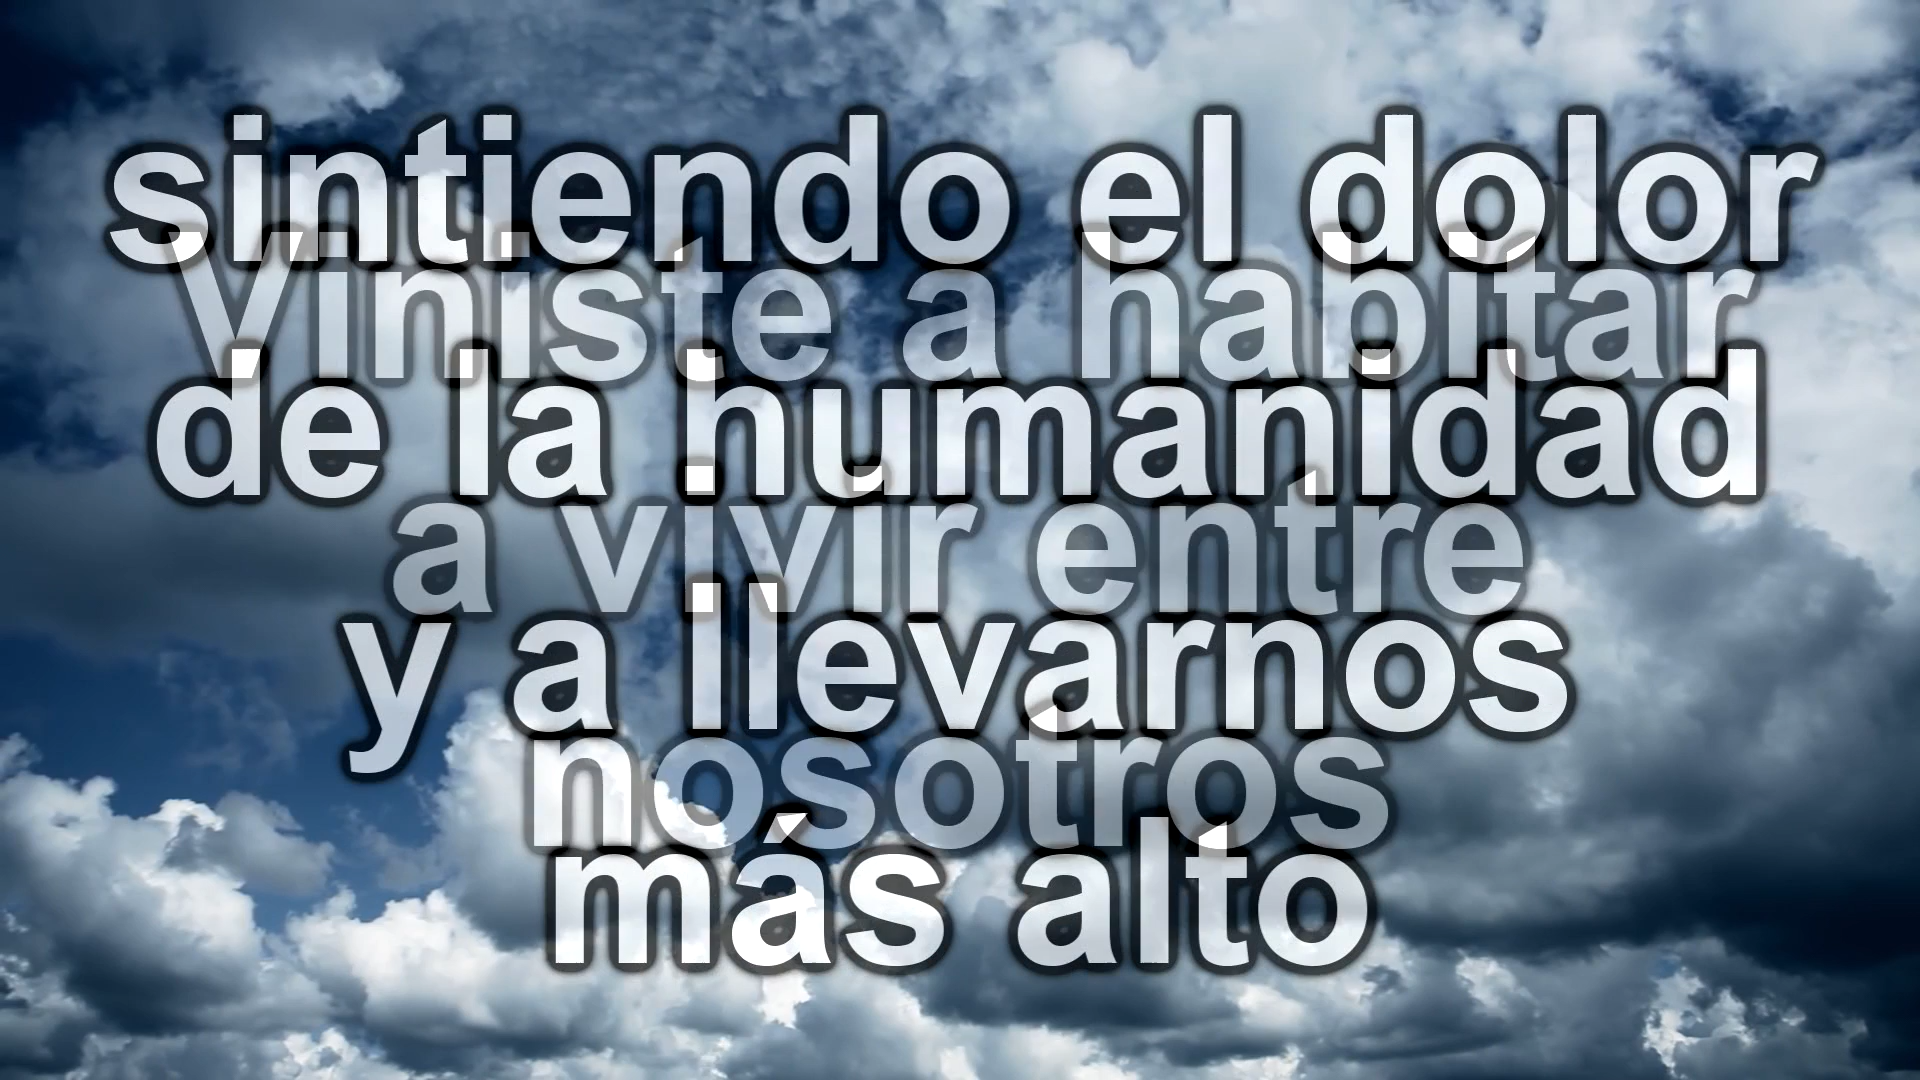 sintiendo el dolor
Viniste a habitar
de la humanidad
a vivir entre
y a llevarnos
nosotros
más alto